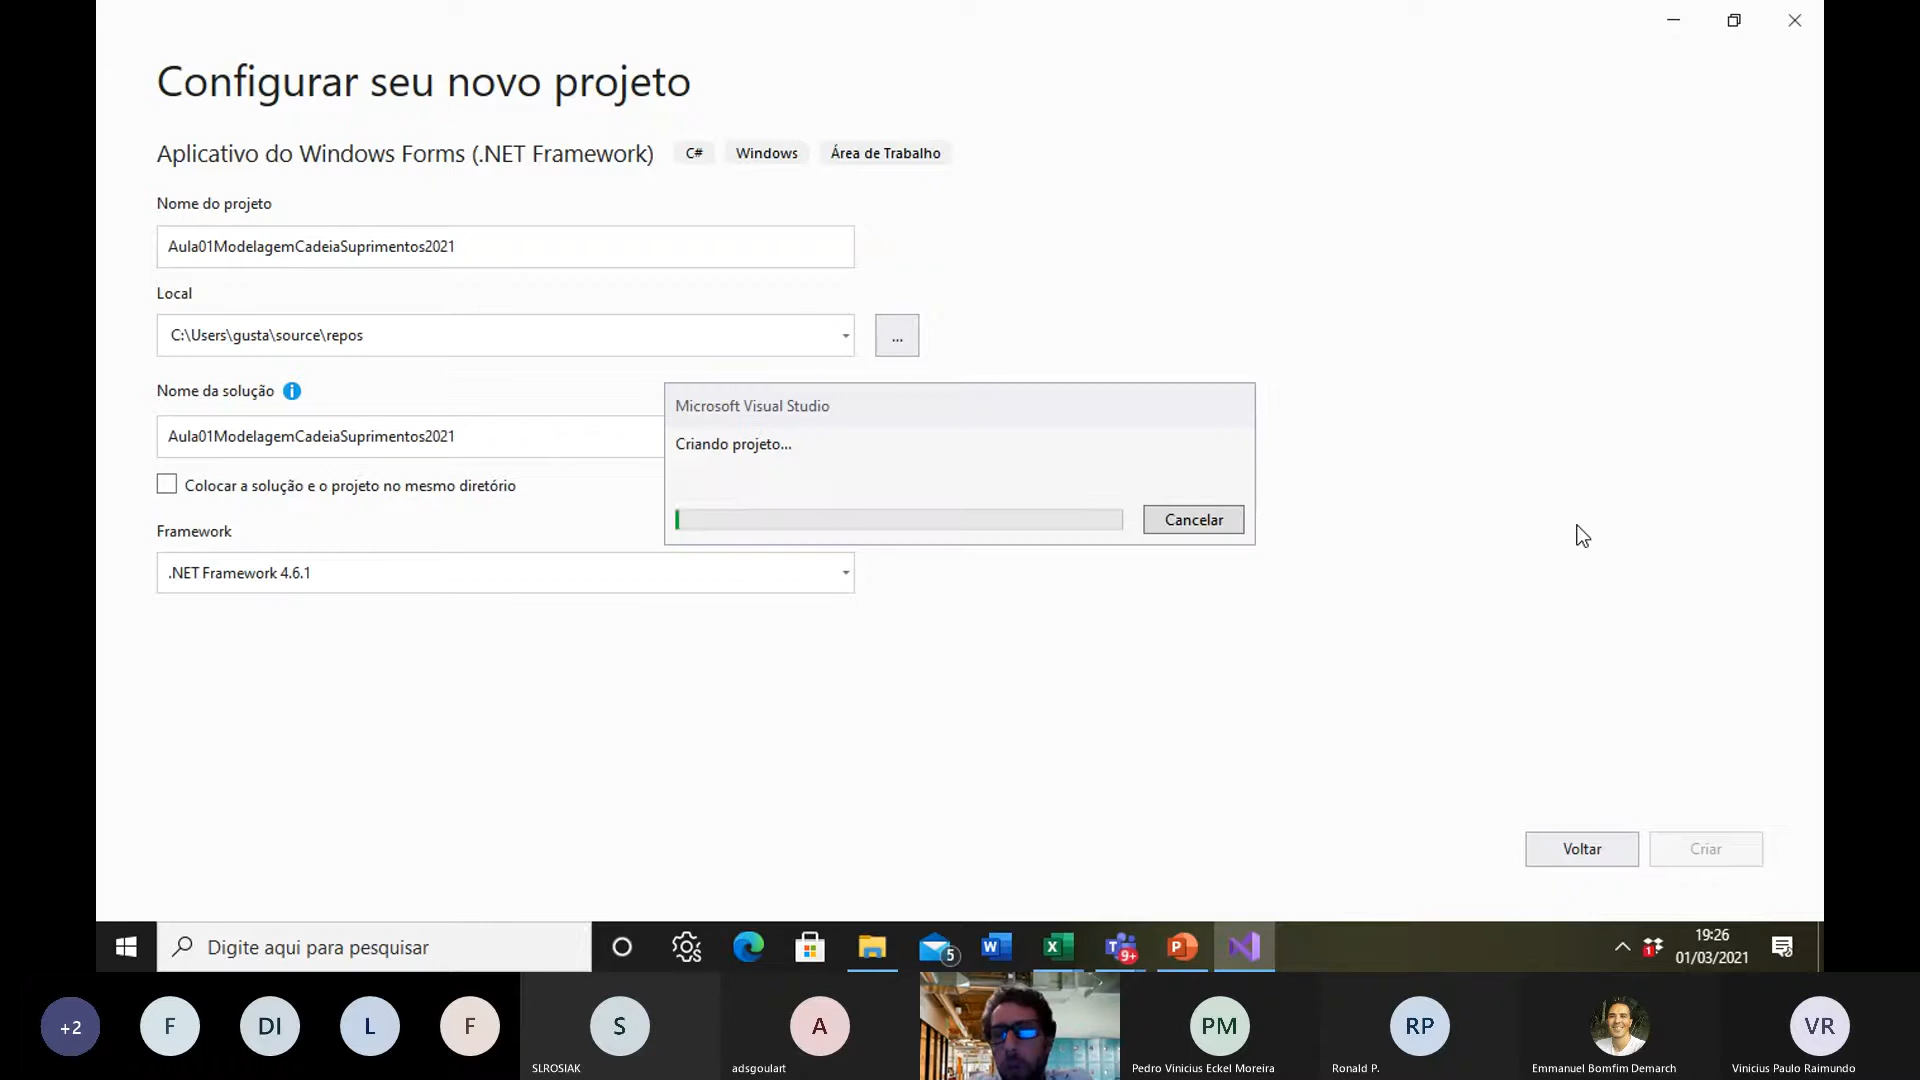 Configurar seu novo projeto
Aplicativo do Windows Forms (.NET Framework) C# Windows Área de Trabalho
Nome do projeto
Aula01ModelagemCadeiaSuprimentos2021
Local
C:\Users\gusta\source\repos
...
Nome da solução
Aula01ModelagemCadeiaSuprimentos2021
Colocar a solução e o projeto no mesmo diretório
Framework
.NET Framework 4.6.1
Microsoft Visual Studio
Criando projeto...
Cancelar
Voltar Criar
Digite aqui para pesquisar
5
9+
1
19:26
01/03/2021
+2 F DI L F S A PM RP VR
SLROSIAK adsgoulart Pedro Vinicius Eckel Moreira Ronald P. Emmanuel Bomfim Demarch Vinicius Paulo Raimundo